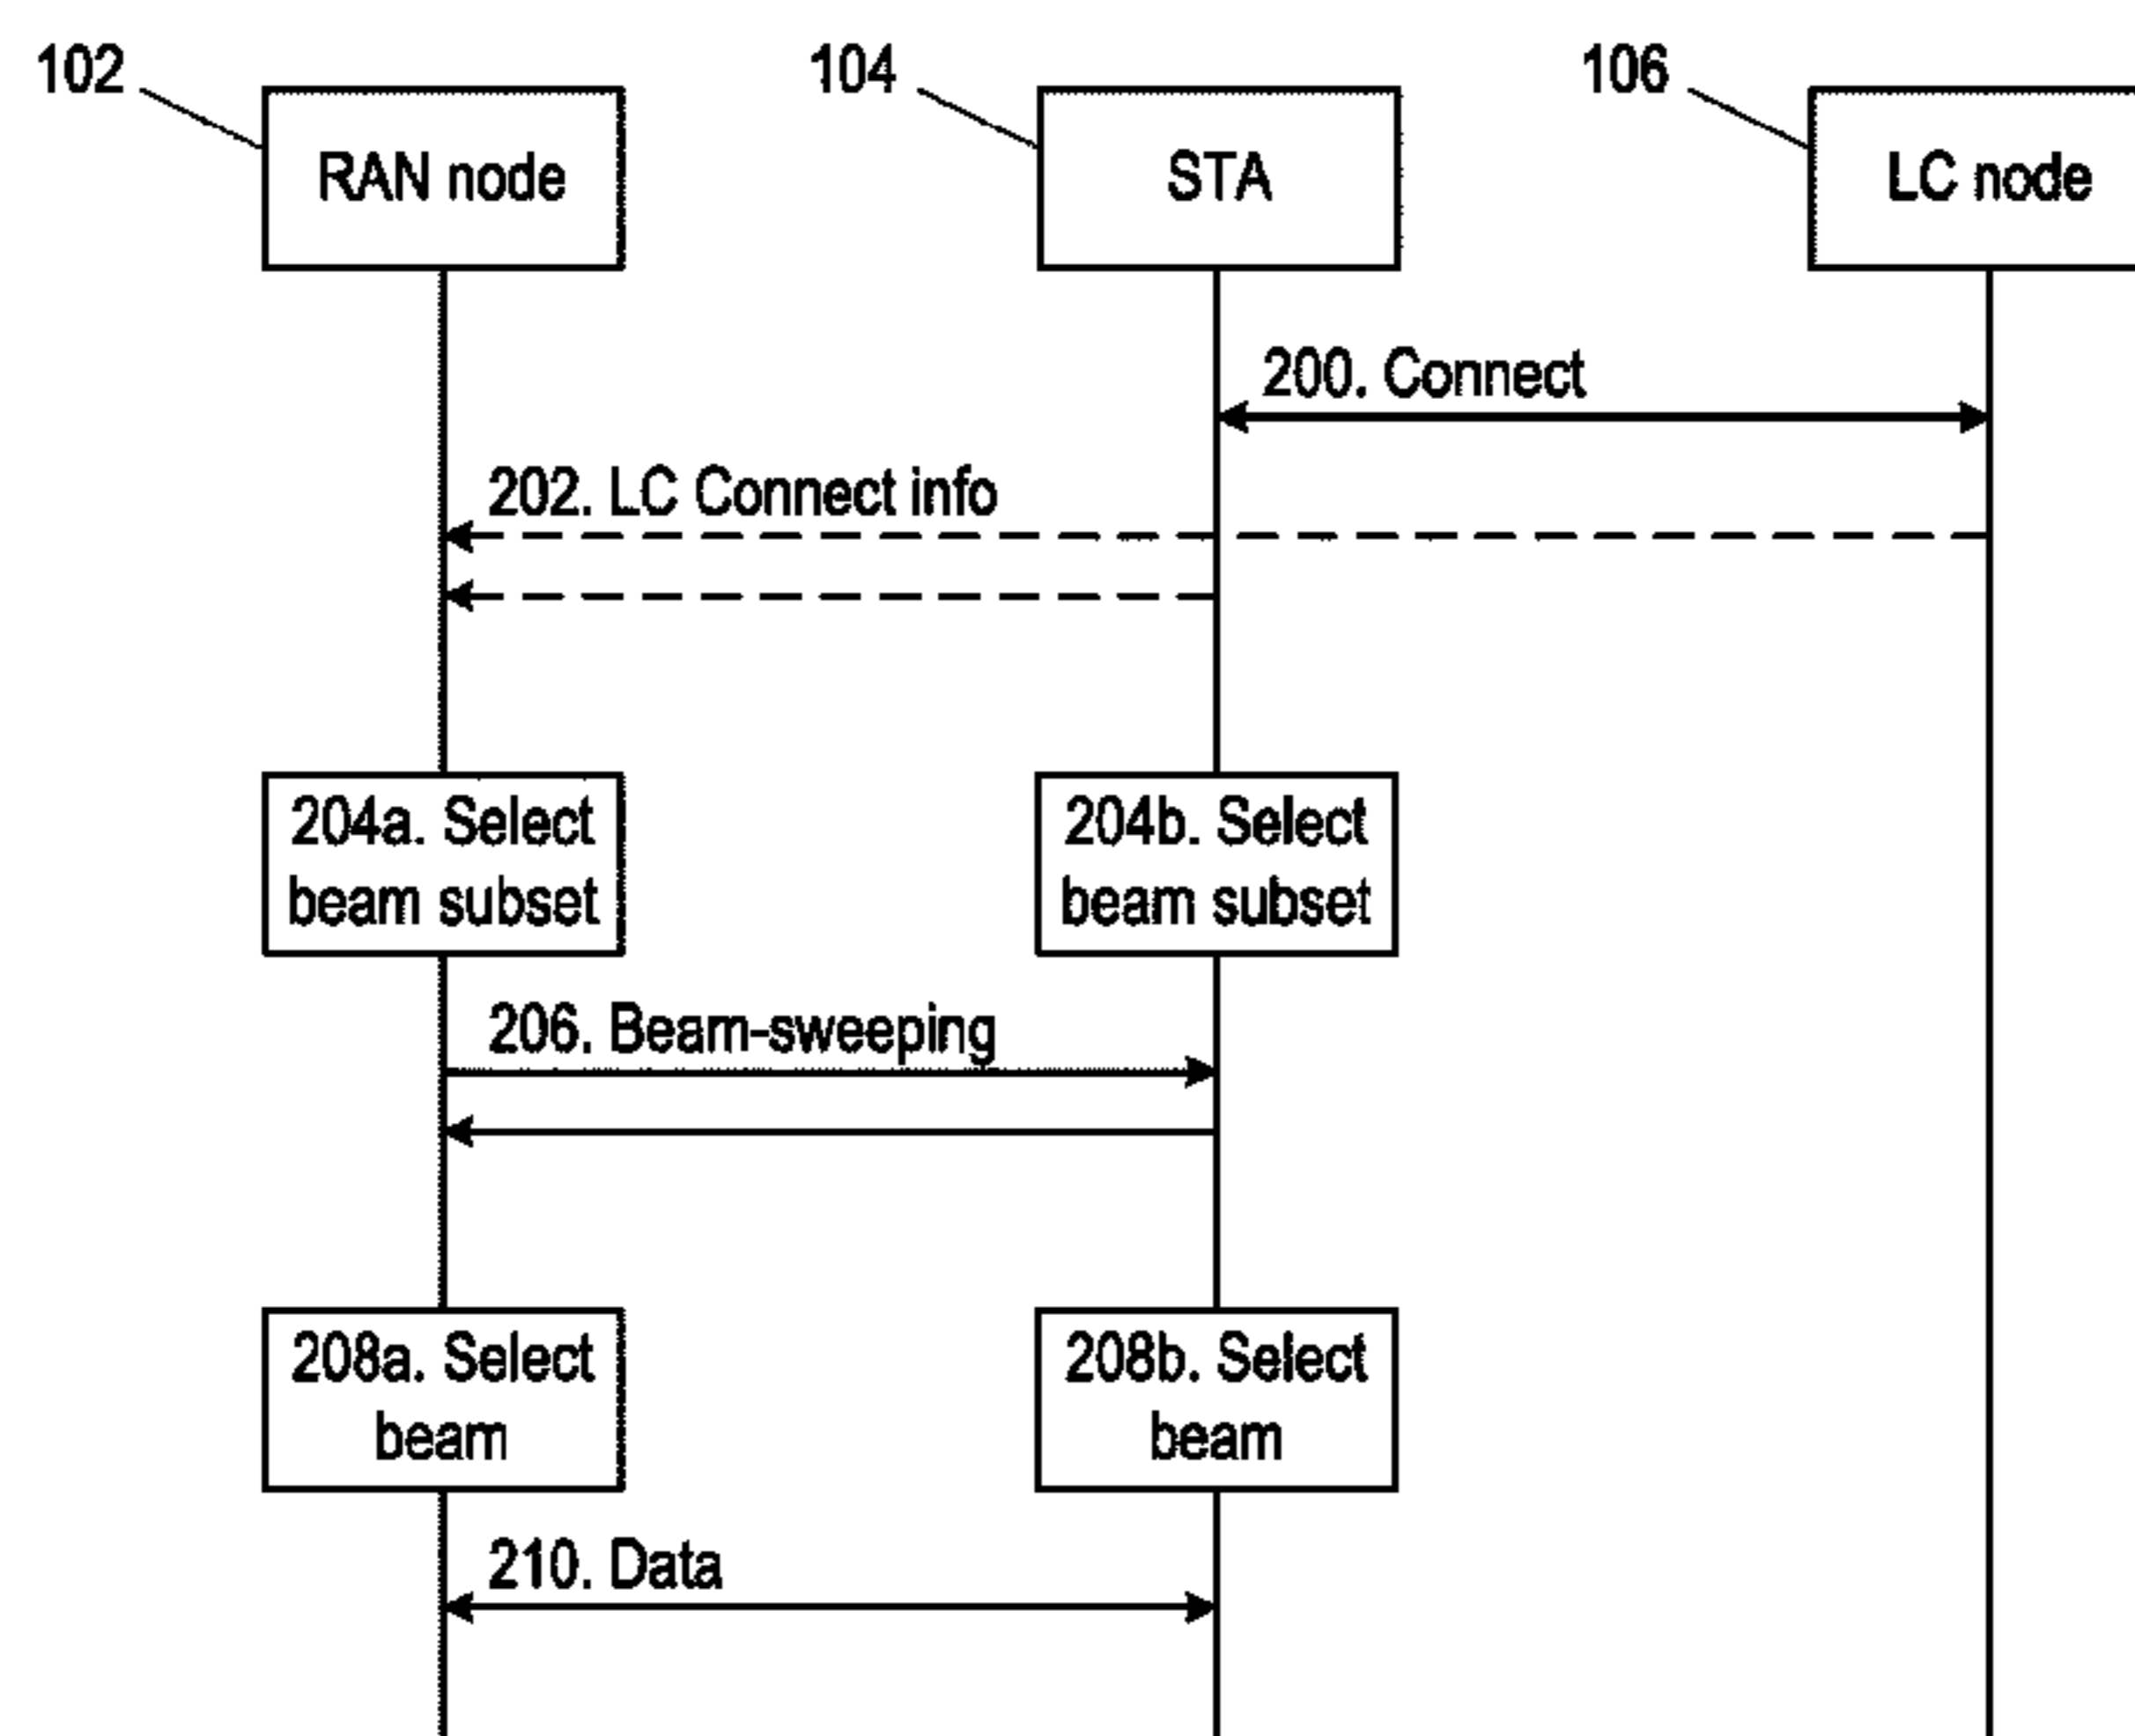 102
104
106
RAN node
STA
LC node
200. Connect
202. LC Connect info
204a. Select
beam subset
204b. Select
beam subset
206. Beam-sweeping
208a. Select
beam
208b. Select
beam
210. Data